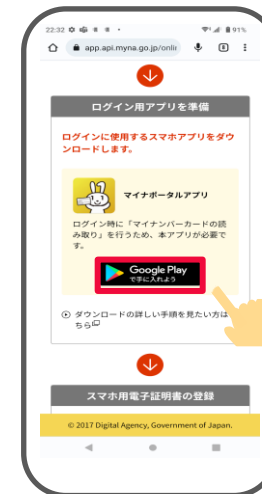 22:32
91%
app.api.myna.go.jp/onlin
ログイン用アプリを準備
ログインに使用するスマホアプリをダウ
ンロードします。
マイナポータルアプリ
ログイン時に「マイナンバーカードの読
み取り」を行うため、本アプリが必要で
す。
Google Play
で手に入れよう
ダウンロードの詳しい手順を見たい方は
ちら
スマホ用電子証明書の登録
© 2017 Digital Agency, Government of Japan.